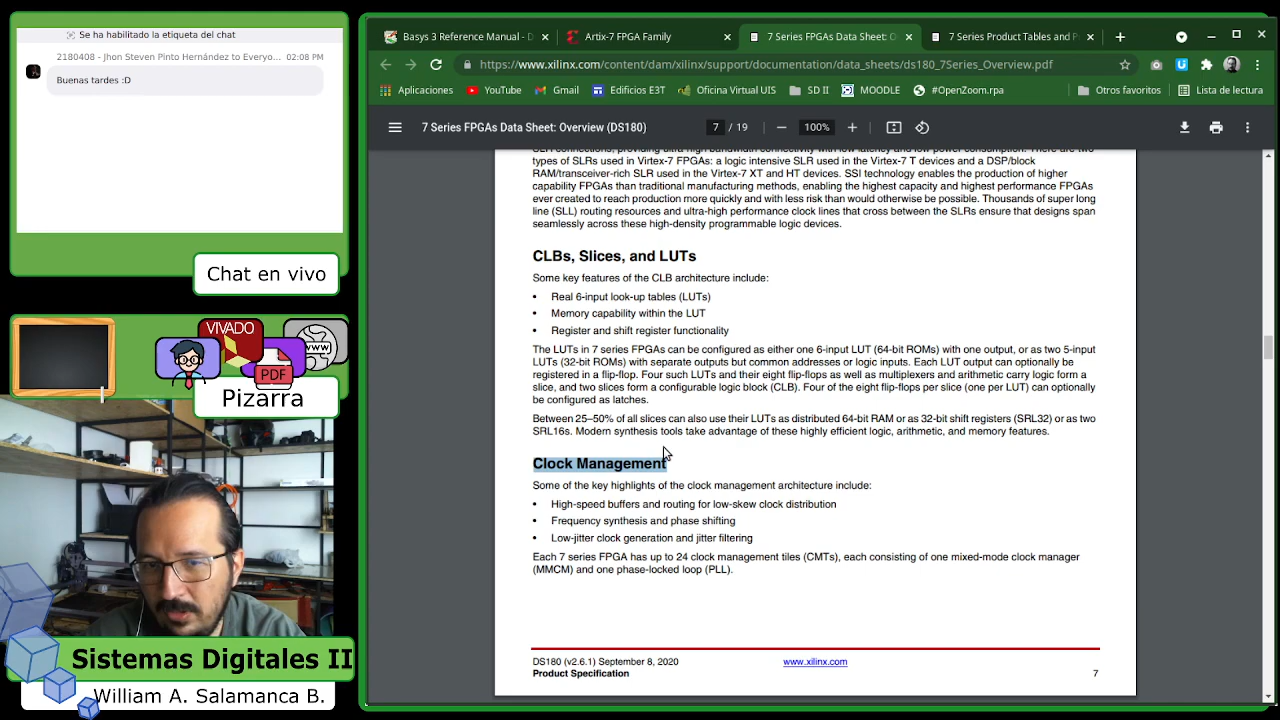 Se ha habilitado la etiqueta del chat
2180408 - Jhon Steven Pinto Hernández to Everyo... 02:08 PM
Buenas tardes :D
Chat en vivo
VIVADO
WWW
PDF
Pizarra
Sistemas Digitales II
William A. Salamanca B.
Basys 3 Reference Manual - D
Artix-7 FPGA Family
7 Series FPGAs Data Sheet: O
7 Series Product Tables and P
https://www.xilinx.com/content/dam/xilinx/support/documentation/data_sheets/ds180_7Series_Overview.pdf
Aplicaciones YouTube Gmail Edificios E3T Oficina Virtual UIS SD II MOODLE #OpenZoom.rpa Otros favoritos Lista de lectura
7 Series FPGAs Data Sheet: Overview (DS180) 7 / 19 100%
SLR connections, providing ultra-high bandwidth connectivity with low latency and low power consumption. There are two
types of SLRs used in Virtex-7 FPGAs: a logic intensive SLR used in the Virtex-7 T devices and a DSP/block
RAM/transceiver-rich SLR used in the Virtex-7 XT and HT devices. SSI technology enables the production of higher
capability FPGAs than traditional manufacturing methods, enabling the highest capacity and highest performance FPGAs
ever created to reach production more quickly and with less risk than would otherwise be possible. Thousands of super long
line (SLL) routing resources and ultra-high performance clock lines that cross between the SLRs ensure that designs span
seamlessly across these high-density programmable logic devices.
CLBs, Slices, and LUTs
Some key features of the CLB architecture include:
• Real 6-input look-up tables (LUTs)
• Memory capability within the LUT
• Register and shift register functionality
The LUTs in 7 series FPGAs can be configured as either one 6-input LUT (64-bit ROMs) with one output, or as two 5-input
LUTs (32-bit ROMs) with separate outputs but common addresses or logic inputs. Each LUT output can optionally be
registered in a flip-flop. Four such LUTs and their eight flip-flops as well as multiplexers and arithmetic carry logic form a
slice, and two slices form a configurable logic block (CLB). Four of the eight flip-flops per slice (one per LUT) can optionally
be configured as latches.
Between 25–50% of all slices can also use their LUTs as distributed 64-bit RAM or as 32-bit shift registers (SRL32) or as two
SRL16s. Modern synthesis tools take advantage of these highly efficient logic, arithmetic, and memory features.
Clock Management
Some of the key highlights of the clock management architecture include:
• High-speed buffers and routing for low-skew clock distribution
• Frequency synthesis and phase shifting
• Low-jitter clock generation and jitter filtering
Each 7 series FPGA has up to 24 clock management tiles (CMTs), each consisting of one mixed-mode clock manager
(MMCM) and one phase-locked loop (PLL).
DS180 (v2.6.1) September 8, 2020 www.xilinx.com
Product Specification 7